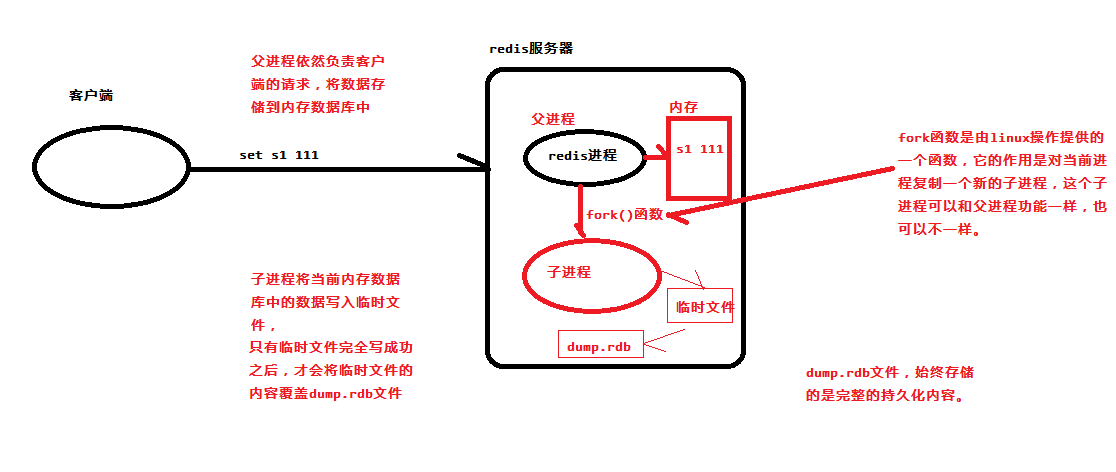 redis服务器
父进程依然负责客户
端的请求，将数据存
储到内存数据库中
客户端
内存
父进程
set s1 111
redis进程
s1 111
fork函数是由linux操作提供的
一个函数，它的作用是对当前进
程复制一个新的子进程，这个子
进程可以和父进程功能一样，也
可以不一样。
fork()函数
子进程
子进程将当前内存数据
库中的数据写入临时文
件，
只有临时文件完全写成功
之后，才会将临时文件的
内容覆盖dump.rdb文件
临时文件
dump.rdb
dump.rdb文件，始终存储
的是完整的持久化内容。